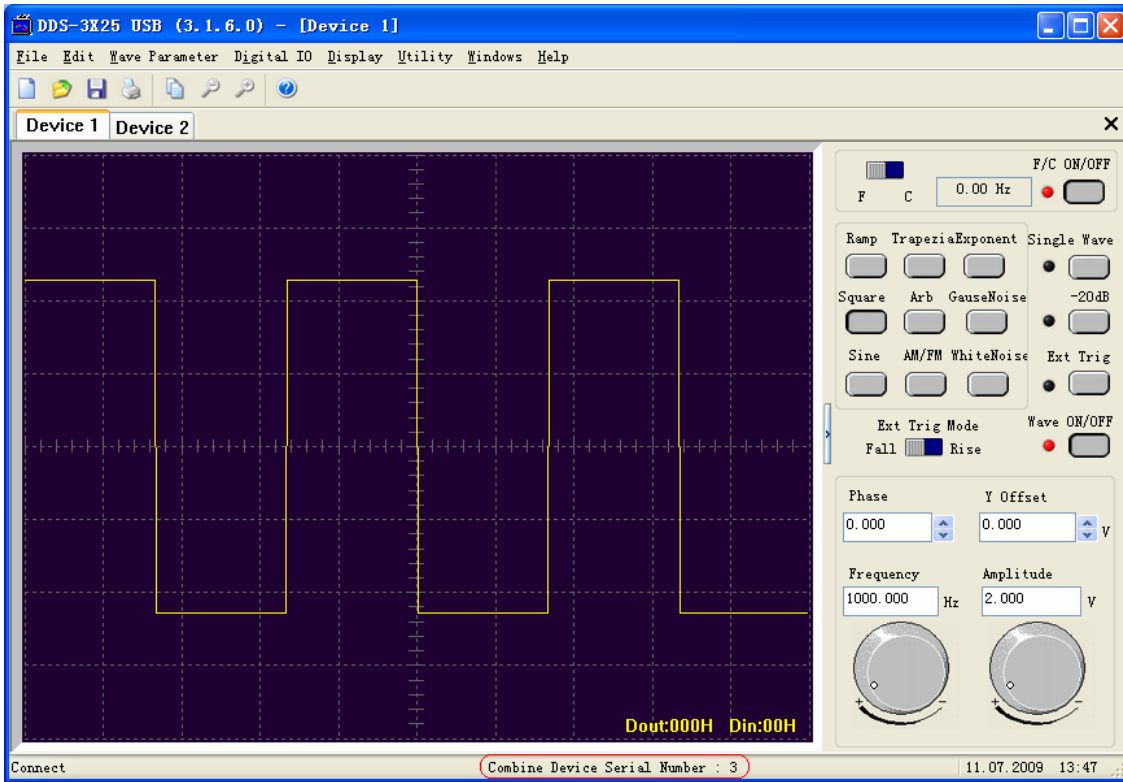 DDS-3X25 USB (3.1.6.0) - [Device 1]
File Edit Wave Parameter Digital IO Display Utility Windows Help
Device 1 Device 2
F/C ON/OFF
F C 0.00 Hz
Ramp TrapeziaExponent Single Wave
Square Arb GauseNoise -20dB
Sine AM/FM WhiteNoise Ext Trig
Ext Trig Mode Wave ON/OFF
Fall Rise
Phase Y Offset
0.000 0.000 V
Frequency Amplitude
1000.000 Hz 2.000 V
+ - + -
Dout:000H Din:00H
Connect Combine Device Serial Number : 3 11.07.2009 13:47